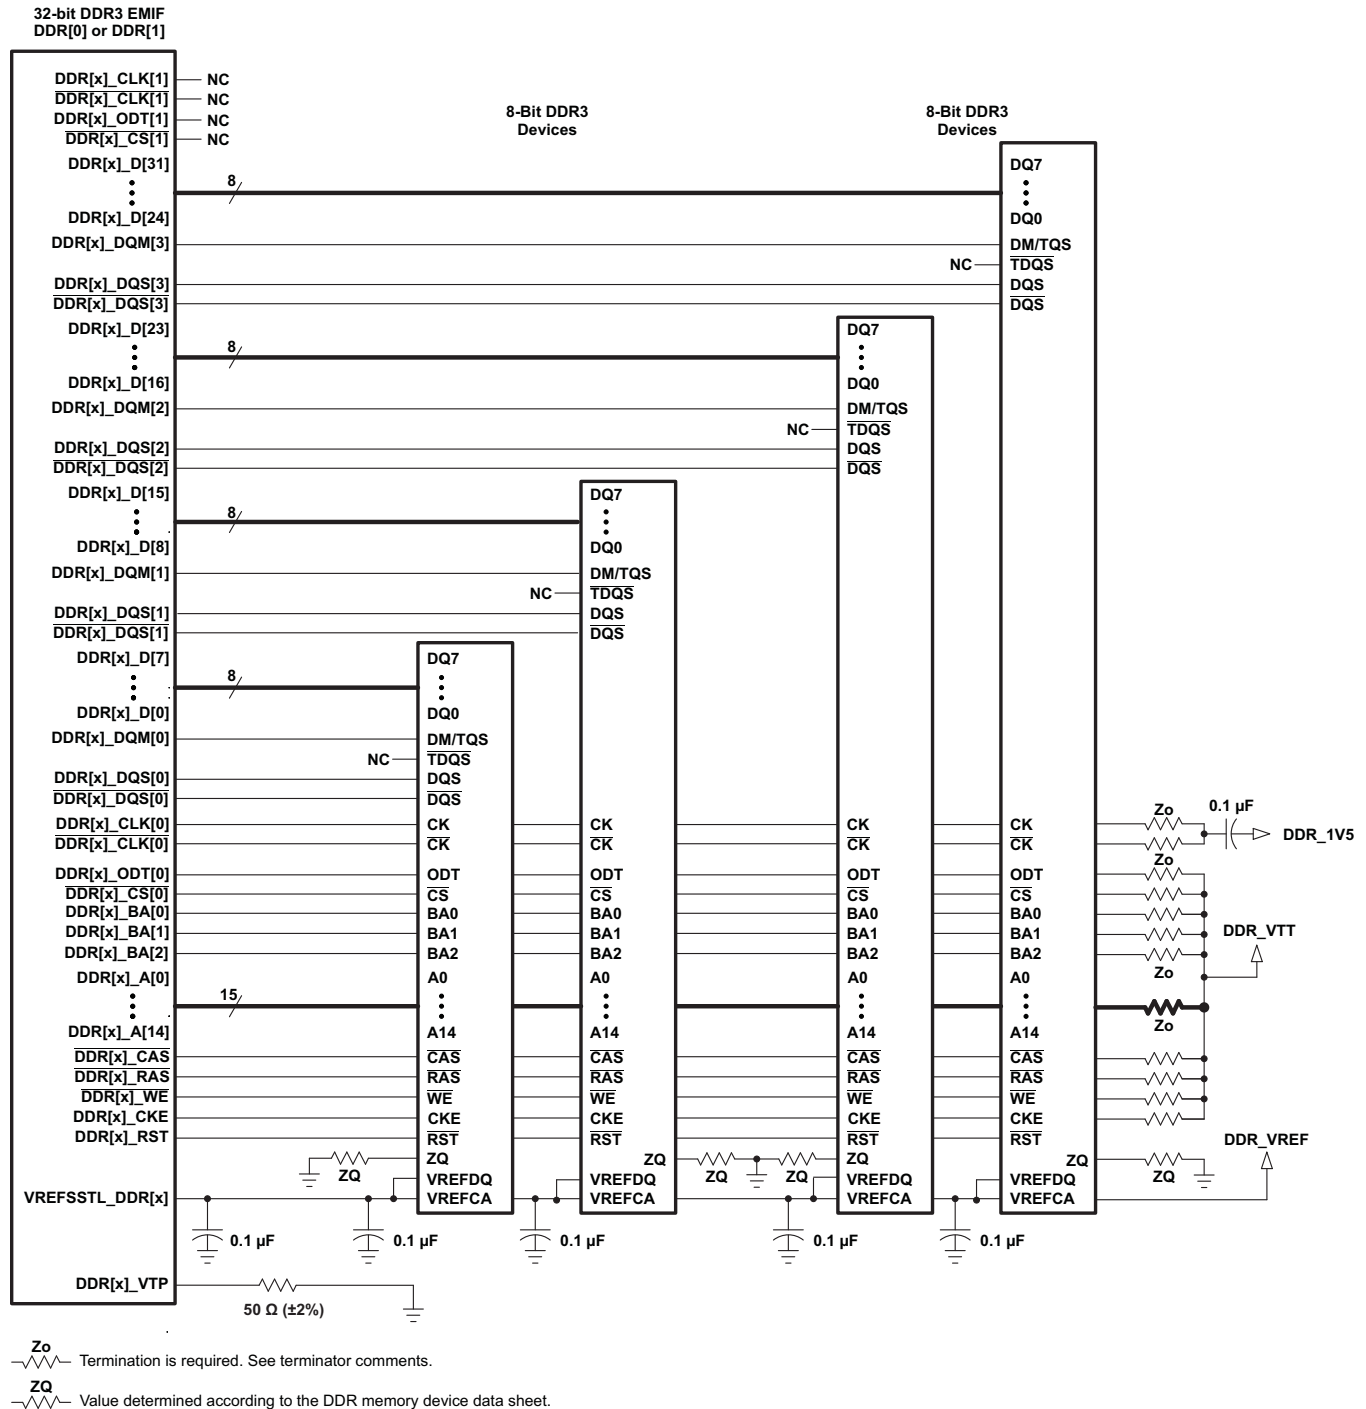 32-bit DDR3 EMIF
DDR[0] or DDR[1]
DDR[x]_CLK[1] NC
DDR[x]_CLK[1] NC
DDR[x]_ODT[1] NC
DDR[x]_CS[1] NC
8-Bit DDR3
Devices
8-Bit DDR3
Devices
DDR[x]_D[31] DQ7
8
DDR[x]_D[24] DQ0
DDR[x]_DQM[3] DM/TQS
NC TDQS
DDR[x]_DQS[3] DQS
DDR[x]_DQS[3] DQS
DDR[x]_D[23] DQ7
8
DDR[x]_D[16] DQ0
DDR[x]_DQM[2] DM/TQS
NC TDQS
DDR[x]_DQS[2] DQS
DDR[x]_DQS[2] DQS
DDR[x]_D[15] DQ7
8
DDR[x]_D[8] DQ0
DDR[x]_DQM[1] DM/TQS
NC TDQS
DDR[x]_DQS[1] DQS
DDR[x]_DQS[1] DQS
DDR[x]_D[7] DQ7
8
DDR[x]_D[0] DQ0
DDR[x]_DQM[0] DM/TQS
NC TDQS
DDR[x]_DQS[0] DQS
DDR[x]_DQS[0] DQS
Zo 0.1 µF
DDR[x]_CLK[0] CK CK CK CK
DDR_1V5
DDR[x]_CLK[0] CK CK CK CK
Zo
DDR[x]_ODT[0] ODT ODT ODT ODT
DDR[x]_CS[0] CS CS CS CS
DDR[x]_BA[0] BA0 BA0 BA0 BA0
DDR[x]_BA[1] BA1 BA1 BA1 BA1 DDR_VTT
DDR[x]_BA[2] BA2 BA2 BA2 BA2
DDR[x]_A[0] A0 A0 A0 A0 Zo
15
DDR[x]_A[14] A14 A14 A14 A14 Zo
DDR[x]_CAS CAS CAS CAS CAS
DDR[x]_RAS RAS RAS RAS RAS
DDR[x]_WE WE WE WE WE
DDR[x]_CKE CKE CKE CKE CKE
DDR[x]_RST RST RST RST RST DDR_VREF
ZQ ZQ ZQ ZQ
ZQ ZQ ZQ ZQ
VREFDQ VREFDQ VREFDQ VREFDQ
VREFSSTL_DDR[x] VREFCA VREFCA VREFCA VREFCA
0.1 µF 0.1 µF 0.1 µF 0.1 µF 0.1 µF
DDR[x]_VTP
50 Ω (±2%)
Zo
Termination is required. See terminator comments.
ZQ
Value determined according to the DDR memory device data sheet.